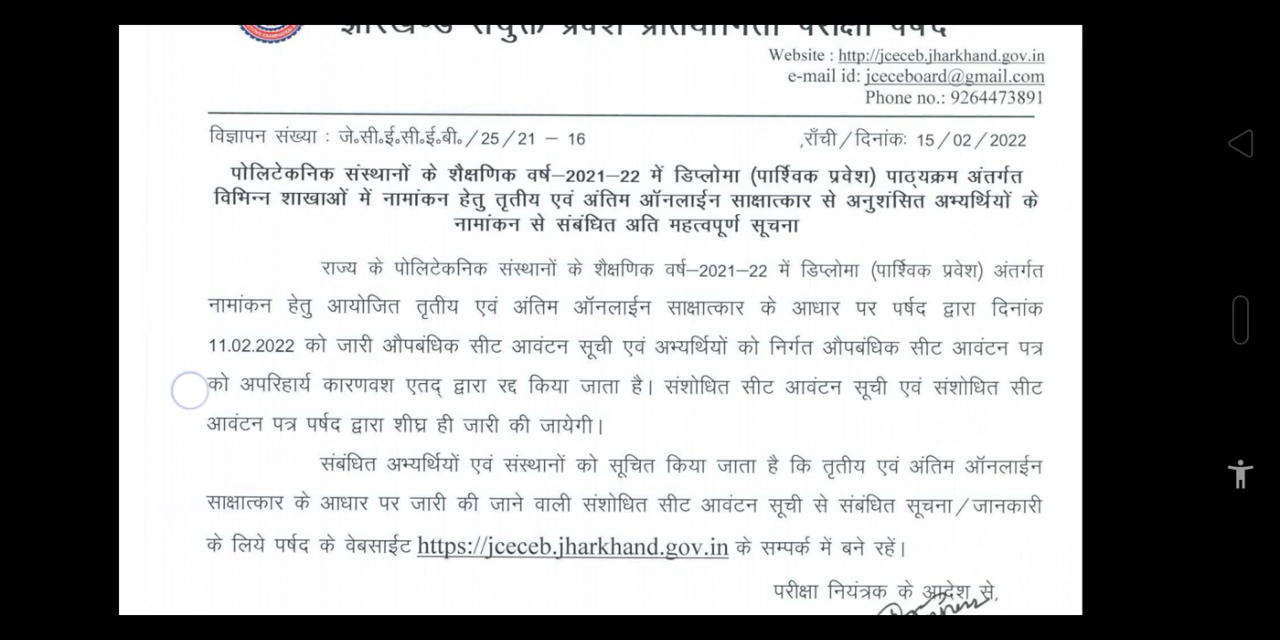 झारखण्ड संयुक्त प्रवेश प्रतियोगिता परीक्षा पर्षद
Website : http://jceceb.jharkhand.gov.in
e-mail id: jceceboard@gmail.com
Phone no.: 9264473891
विज्ञापन संख्या : जे॰सी॰ई॰सी॰ई॰बी॰/25/21 – 16 ,राँची/दिनांकः 15/02/2022
पोलिटेकनिक संस्थानों के शैक्षणिक वर्ष–2021–22 में डिप्लोमा (पार्श्विक प्रवेश) पाठ्यक्रम अंतर्गत
विभिन्न शाखाओं में नामांकन हेतु तृतीय एवं अंतिम ऑनलाईन साक्षात्कार से अनुशंसित अभ्यर्थियों के
नामांकन से संबंधित अति महत्वपूर्ण सूचना
राज्य के पोलिटेकनिक संस्थानों के शैक्षणिक वर्ष–2021–22 में डिप्लोमा (पार्श्विक प्रवेश) अंतर्गत
नामांकन हेतु आयोजित तृतीय एवं अंतिम ऑनलाईन साक्षात्कार के आधार पर पर्षद द्वारा दिनांक
11.02.2022 को जारी औपबंधिक सीट आवंटन सूची एवं अभ्यर्थियों को निर्गत औपबंधिक सीट आवंटन पत्र
को अपरिहार्य कारणवश एतद् द्वारा रद्द किया जाता है। संशोधित सीट आवंटन सूची एवं संशोधित सीट
आवंटन पत्र पर्षद द्वारा शीघ्र ही जारी की जायेगी।
संबंधित अभ्यर्थियों एवं संस्थानों को सूचित किया जाता है कि तृतीय एवं अंतिम ऑनलाईन
साक्षात्कार के आधार पर जारी की जाने वाली संशोधित सीट आवंटन सूची से संबंधित सूचना/जानकारी
के लिये पर्षद के वेबसाईट https://jceceb.jharkhand.gov.in के सम्पर्क में बने रहें।
परीक्षा नियंत्रक के आदेश से,